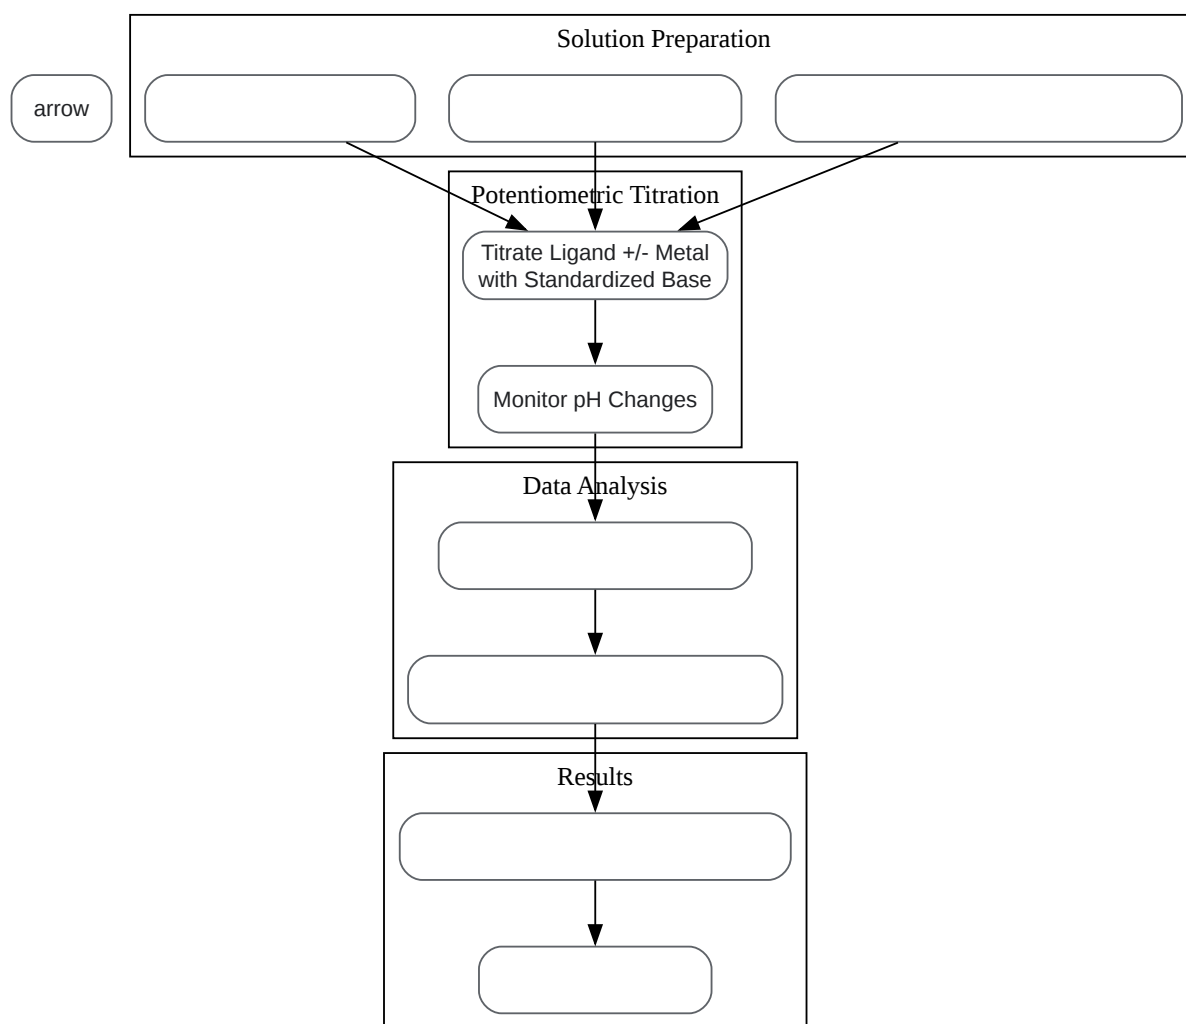 Solution Preparation
arrow
Potentiometric Titration
Titrate Ligand +/- Metal
with Standardized Base
Monitor pH Changes
Data Analysis
Results